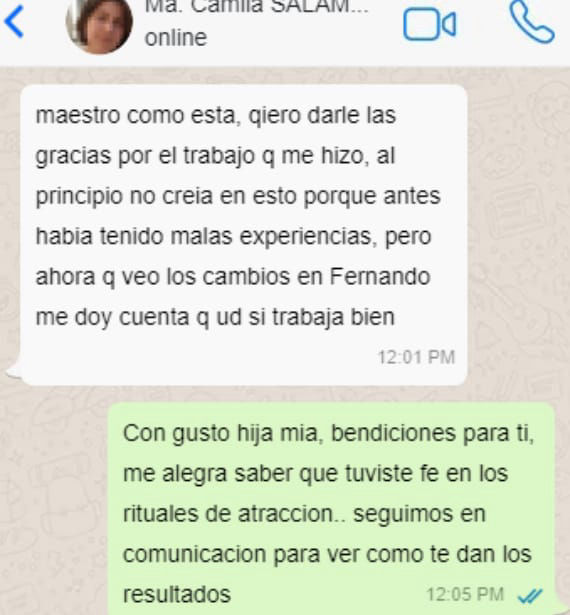 Ma. Camila SALAM...
online
maestro como esta, qiero darle las
gracias por el trabajo q me hizo, al
principio no creia en esto porque antes
habia tenido malas experiencias, pero
ahora q veo los cambios en Fernando
me doy cuenta q ud si trabaja bien
12:01 PM
Con gusto hija mia, bendiciones para ti,
me alegra saber que tuviste fe en los
rituales de atraccion.. seguimos en
comunicacion para ver como te dan los
resultados
12:05 PM